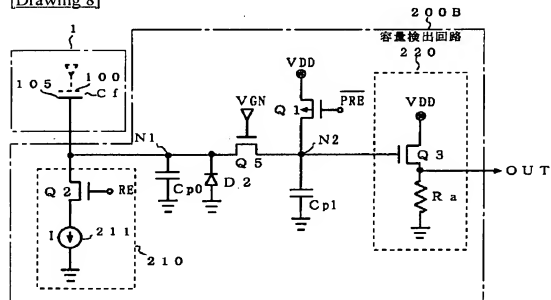 [Drawing 8]
200B
容量検出回路
220
1
105
100
Cf
VDD
VDD
VGN
Q1
PRE
N1
N2
Q5
Q3
OUT
Q2
RE
Cp0
D2
Cp1
Ra
I
211
210